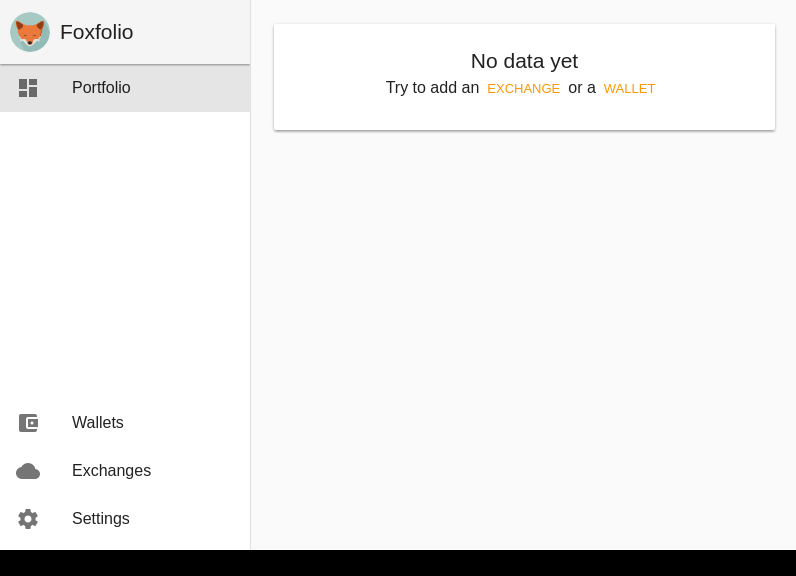 Foxfolio
Portfolio
Wallets
Exchanges
Settings
No data yet
Try to add an EXCHANGE or a WALLET